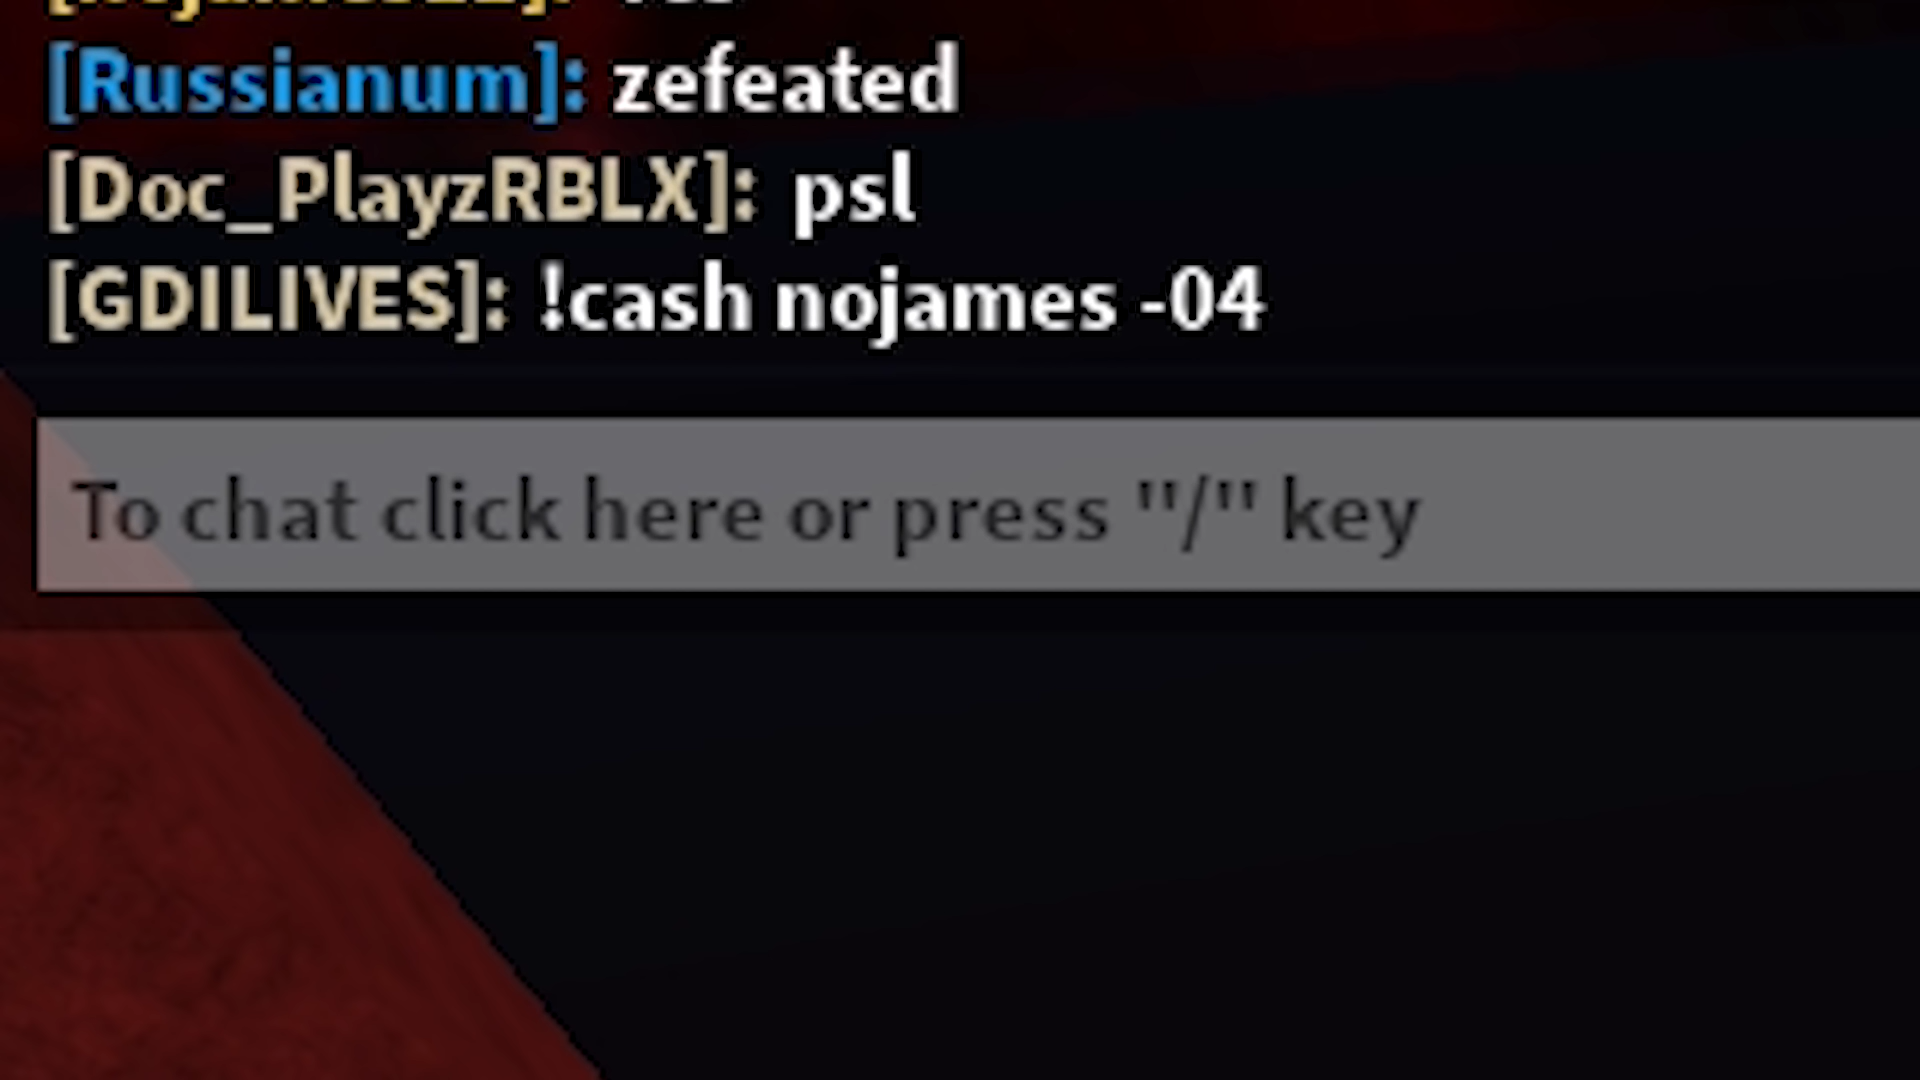 [Russianum]: zefeated
[Doc_PlayzRBLX]: psl
[GDILIVES]: !cash nojames -04
To chat click here or press "/" key